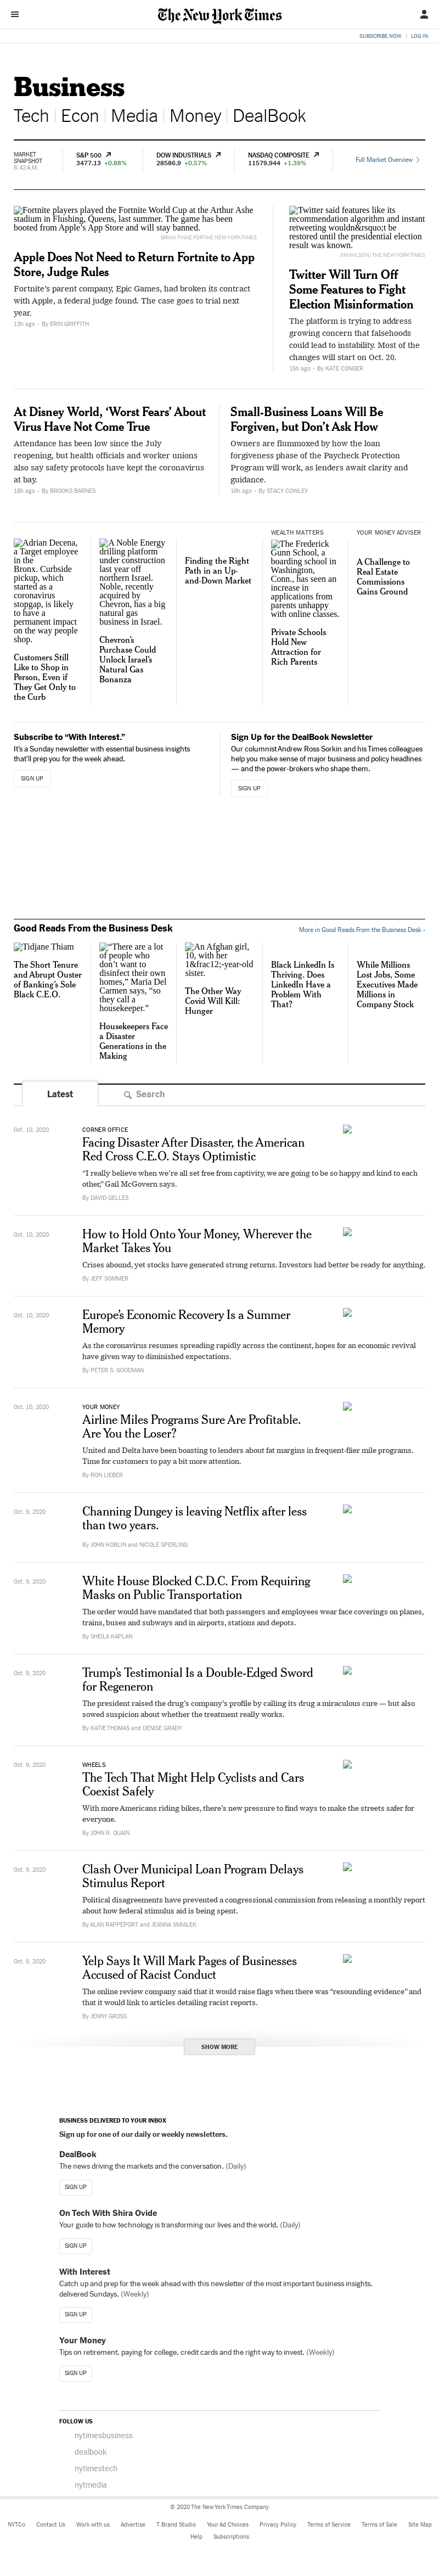 The New York Times
SUBSCRIBE NOW
LOG IN
Business
Tech
Econ
Media
Money
DealBook
MARKET
SNAPSHOT
8:42 A.M.
S&P 500
3477.13 +0.88%
DOW INDUSTRIALS
28586.9 +0.57%
NASDAQ COMPOSITE
11579.944 +1.39%
Full Market Overview
Fortnite players played the Fortnite World Cup at the Arthur Ashe
stadium in Flushing, Queens, last summer. The game has been
booted from Apple's App Store and will stay banned.
BRIAN FINKE FOR THE NEW YORK TIMES
Apple Does Not Need to Return Fortnite to App
Store, Judge Rules
Fortnite's parent company, Epic Games, had broken its contract
with Apple, a federal judge found. The case goes to trial next
year.
13h ago • By ERIN GRIFFITH
Twitter said features like its
recommendation algorithm and instant
retweeting wouldn&rsquo;t be
restored until the presidential election
result was known.
JIM WILSON/THE NEW YORK TIMES
Twitter Will Turn Off
Some Features to Fight
Election Misinformation
The platform is trying to address
growing concern that falsehoods
could lead to instability. Most of the
changes will start on Oct. 20.
15h ago • By KATE CONGER
At Disney World, 'Worst Fears' About
Virus Have Not Come True
Attendance has been low since the July
reopening, but health officials and worker unions
also say safety protocols have kept the coronavirus
at bay.
18h ago • By BROOKS BARNES
Small-Business Loans Will Be
Forgiven, but Don't Ask How
Owners are flummoxed by how the loan
forgiveness phase of the Paycheck Protection
Program will work, as lenders await clarity and
guidance.
18h ago • By STACY COWLEY
Adrian Decena,
a Target employee
in the
Bronx. Curbside
pickup, which
started as a
coronavirus
stopgap, is likely
to have a
permanent impact
on the way people
shop.
Customers Still
Like to Shop in
Person, Even if
They Get Only to
the Curb
A Noble Energy
drilling platform
under construction
last year off
northern Israel.
Noble, recently
acquired by
Chevron, has a big
natural gas
business in Israel.
Chevron's
Purchase Could
Unlock Israel's
Natural Gas
Bonanza
Finding the Right
Path in an Up-
and-Down Market
WEALTH MATTERS
The Frederick
Gunn School, a
boarding school in
Washington,
Conn., has seen an
increase in
applications from
parents unhappy
with online classes.
Private Schools
Hold New
Attraction for
Rich Parents
YOUR MONEY ADVISER
A Challenge to
Real Estate
Commissions
Gains Ground
Subscribe to "With Interest."
It's a Sunday newsletter with essential business insights
that'll prep you for the week ahead.
SIGN UP
Sign Up for the DealBook Newsletter
Our columnist Andrew Ross Sorkin and his Times colleagues
help you make sense of major business and policy headlines
— and the power-brokers who shape them.
SIGN UP
Good Reads From the Business Desk
More in Good Reads From the Business Desk ›
Tidjane Thiam
The Short Tenure
and Abrupt Ouster
of Banking's Sole
Black C.E.O.
"There are a lot
of people who
don't want to
disinfect their own
homes," Maria Del
Carmen says, "so
they call a
housekeeper."
Housekeepers Face
a Disaster
Generations in the
Making
An Afghan girl,
10, with her
1&frac12;-year-old
sister.
The Other Way
Covid Will Kill:
Hunger
Black LinkedIn Is
Thriving. Does
LinkedIn Have a
Problem With
That?
While Millions
Lost Jobs, Some
Executives Made
Millions in
Company Stock
Latest
Search
Oct. 10, 2020
CORNER OFFICE
Facing Disaster After Disaster, the American
Red Cross C.E.O. Stays Optimistic
"I really believe when we're all set free from captivity, we are going to be so happy and kind to each
other," Gail McGovern says.
By DAVID GELLES
Oct. 10, 2020
How to Hold Onto Your Money, Wherever the
Market Takes You
Crises abound, yet stocks have generated strong returns. Investors had better be ready for anything.
By JEFF SOMMER
Oct. 10, 2020
Europe's Economic Recovery Is a Summer
Memory
As the coronavirus resumes spreading rapidly across the continent, hopes for an economic revival
have given way to diminished expectations.
By PETER S. GOODMAN
Oct. 10, 2020
YOUR MONEY
Airline Miles Programs Sure Are Profitable.
Are You the Loser?
United and Delta have been boasting to lenders about fat margins in frequent-flier mile programs.
Time for customers to pay a bit more attention.
By RON LIEBER
Oct. 9, 2020
Channing Dungey is leaving Netflix after less
than two years.
By JOHN KOBLIN and NICOLE SPERLING
Oct. 9, 2020
White House Blocked C.D.C. From Requiring
Masks on Public Transportation
The order would have mandated that both passengers and employees wear face coverings on planes,
trains, buses and subways and in airports, stations and depots.
By SHEILA KAPLAN
Oct. 9, 2020
Trump's Testimonial Is a Double-Edged Sword
for Regeneron
The president raised the drug's company's profile by calling its drug a miraculous cure — but also
sowed suspicion about whether the treatment really works.
By KATIE THOMAS and DENISE GRADY
Oct. 9, 2020
WHEELS
The Tech That Might Help Cyclists and Cars
Coexist Safely
With more Americans riding bikes, there's new pressure to find ways to make the streets safer for
everyone.
By JOHN R. QUAIN
Oct. 9, 2020
Clash Over Municipal Loan Program Delays
Stimulus Report
Political disagreements have prevented a congressional commission from releasing a monthly report
about how federal stimulus aid is being spent.
By ALAN RAPPEPORT and JEANNA SMIALEK
Oct. 9, 2020
Yelp Says It Will Mark Pages of Businesses
Accused of Racist Conduct
The online review company said that it would raise flags when there was "resounding evidence" and
that it would link to articles detailing racist reports.
By JENNY GROSS
SHOW MORE
BUSINESS DELIVERED TO YOUR INBOX
Sign up for one of our daily or weekly newsletters.
DealBook
The news driving the markets and the conversation. (Daily)
SIGN UP
On Tech With Shira Ovide
Your guide to how technology is transforming our lives and the world. (Daily)
SIGN UP
With Interest
Catch up and prep for the week ahead with this newsletter of the most important business insights,
delivered Sundays. (Weekly)
SIGN UP
Your Money
Tips on retirement, paying for college, credit cards and the right way to invest. (Weekly)
SIGN UP
FOLLOW US
nytimesbusiness
dealbook
nytimestech
nytmedia
© 2020 The New York Times Company
NYTCo
Contact Us
Work with us
Advertise
T Brand Studio
Your Ad Choices
Privacy Policy
Terms of Service
Terms of Sale
Site Map
Help
Subscriptions